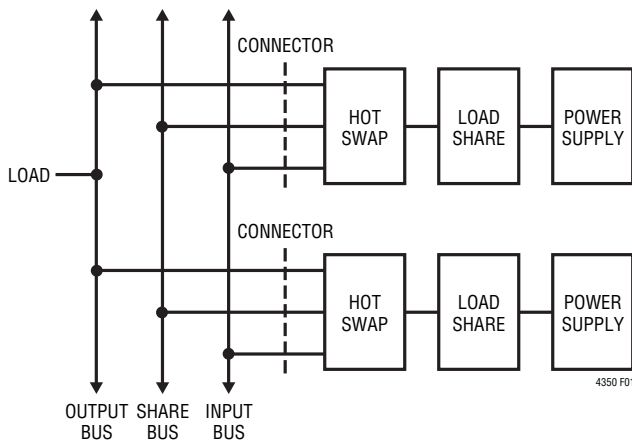 CONNECTOR
HOT
SWAP
LOAD
SHARE
POWER
SUPPLY
LOAD
CONNECTOR
HOT
SWAP
LOAD
SHARE
POWER
SUPPLY
4350 F01
OUTPUT
BUS
SHARE
BUS
INPUT
BUS